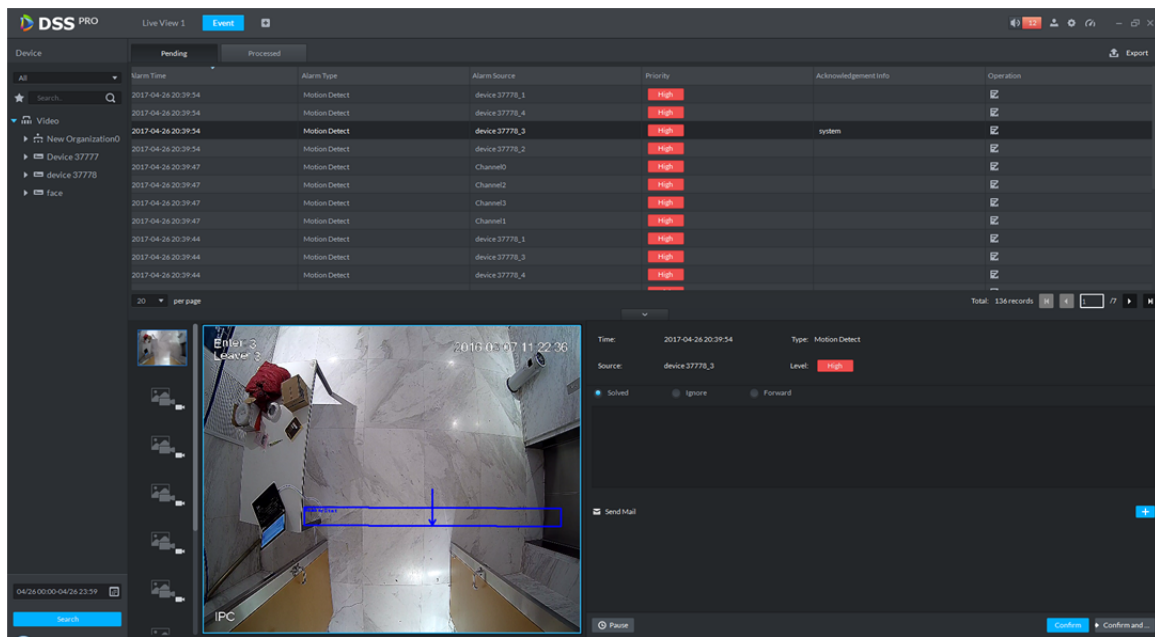 DSS PRO
Live View 1
Event
12
Device
Pending
Processed
Export
All
Search..
Video
New Organization0
Device 37777
device 37778
face
Alarm Time Alarm Type Alarm Source Priority Acknowledgement Info Operation
2017-04-26 20:39:54 Motion Detect device 37778_1 High
2017-04-26 20:39:54 Motion Detect device 37778_4 High
2017-04-26 20:39:54 Motion Detect device 37778_3 High system
2017-04-26 20:39:54 Motion Detect device 37778_2 High
2017-04-26 20:39:47 Motion Detect Channel0 High
2017-04-26 20:39:47 Motion Detect Channel2 High
2017-04-26 20:39:47 Motion Detect Channel3 High
2017-04-26 20:39:47 Motion Detect Channel1 High
2017-04-26 20:39:44 Motion Detect device 37778_1 High
2017-04-26 20:39:44 Motion Detect device 37778_3 High
2017-04-26 20:39:44 Motion Detect device 37778_4 High
20 per page
Total: 136 records 1 /7
Enter 3
Leave 2
11:22:36
IPC
Time: 2017-04-26 20:39:54 Type: Motion Detect
Source: device 37778_3 Level: High
Solved Ignore Forward
Send Mail
04/26 00:00-04/26 23:59
Search
Pause
Confirm
Confirm and ...